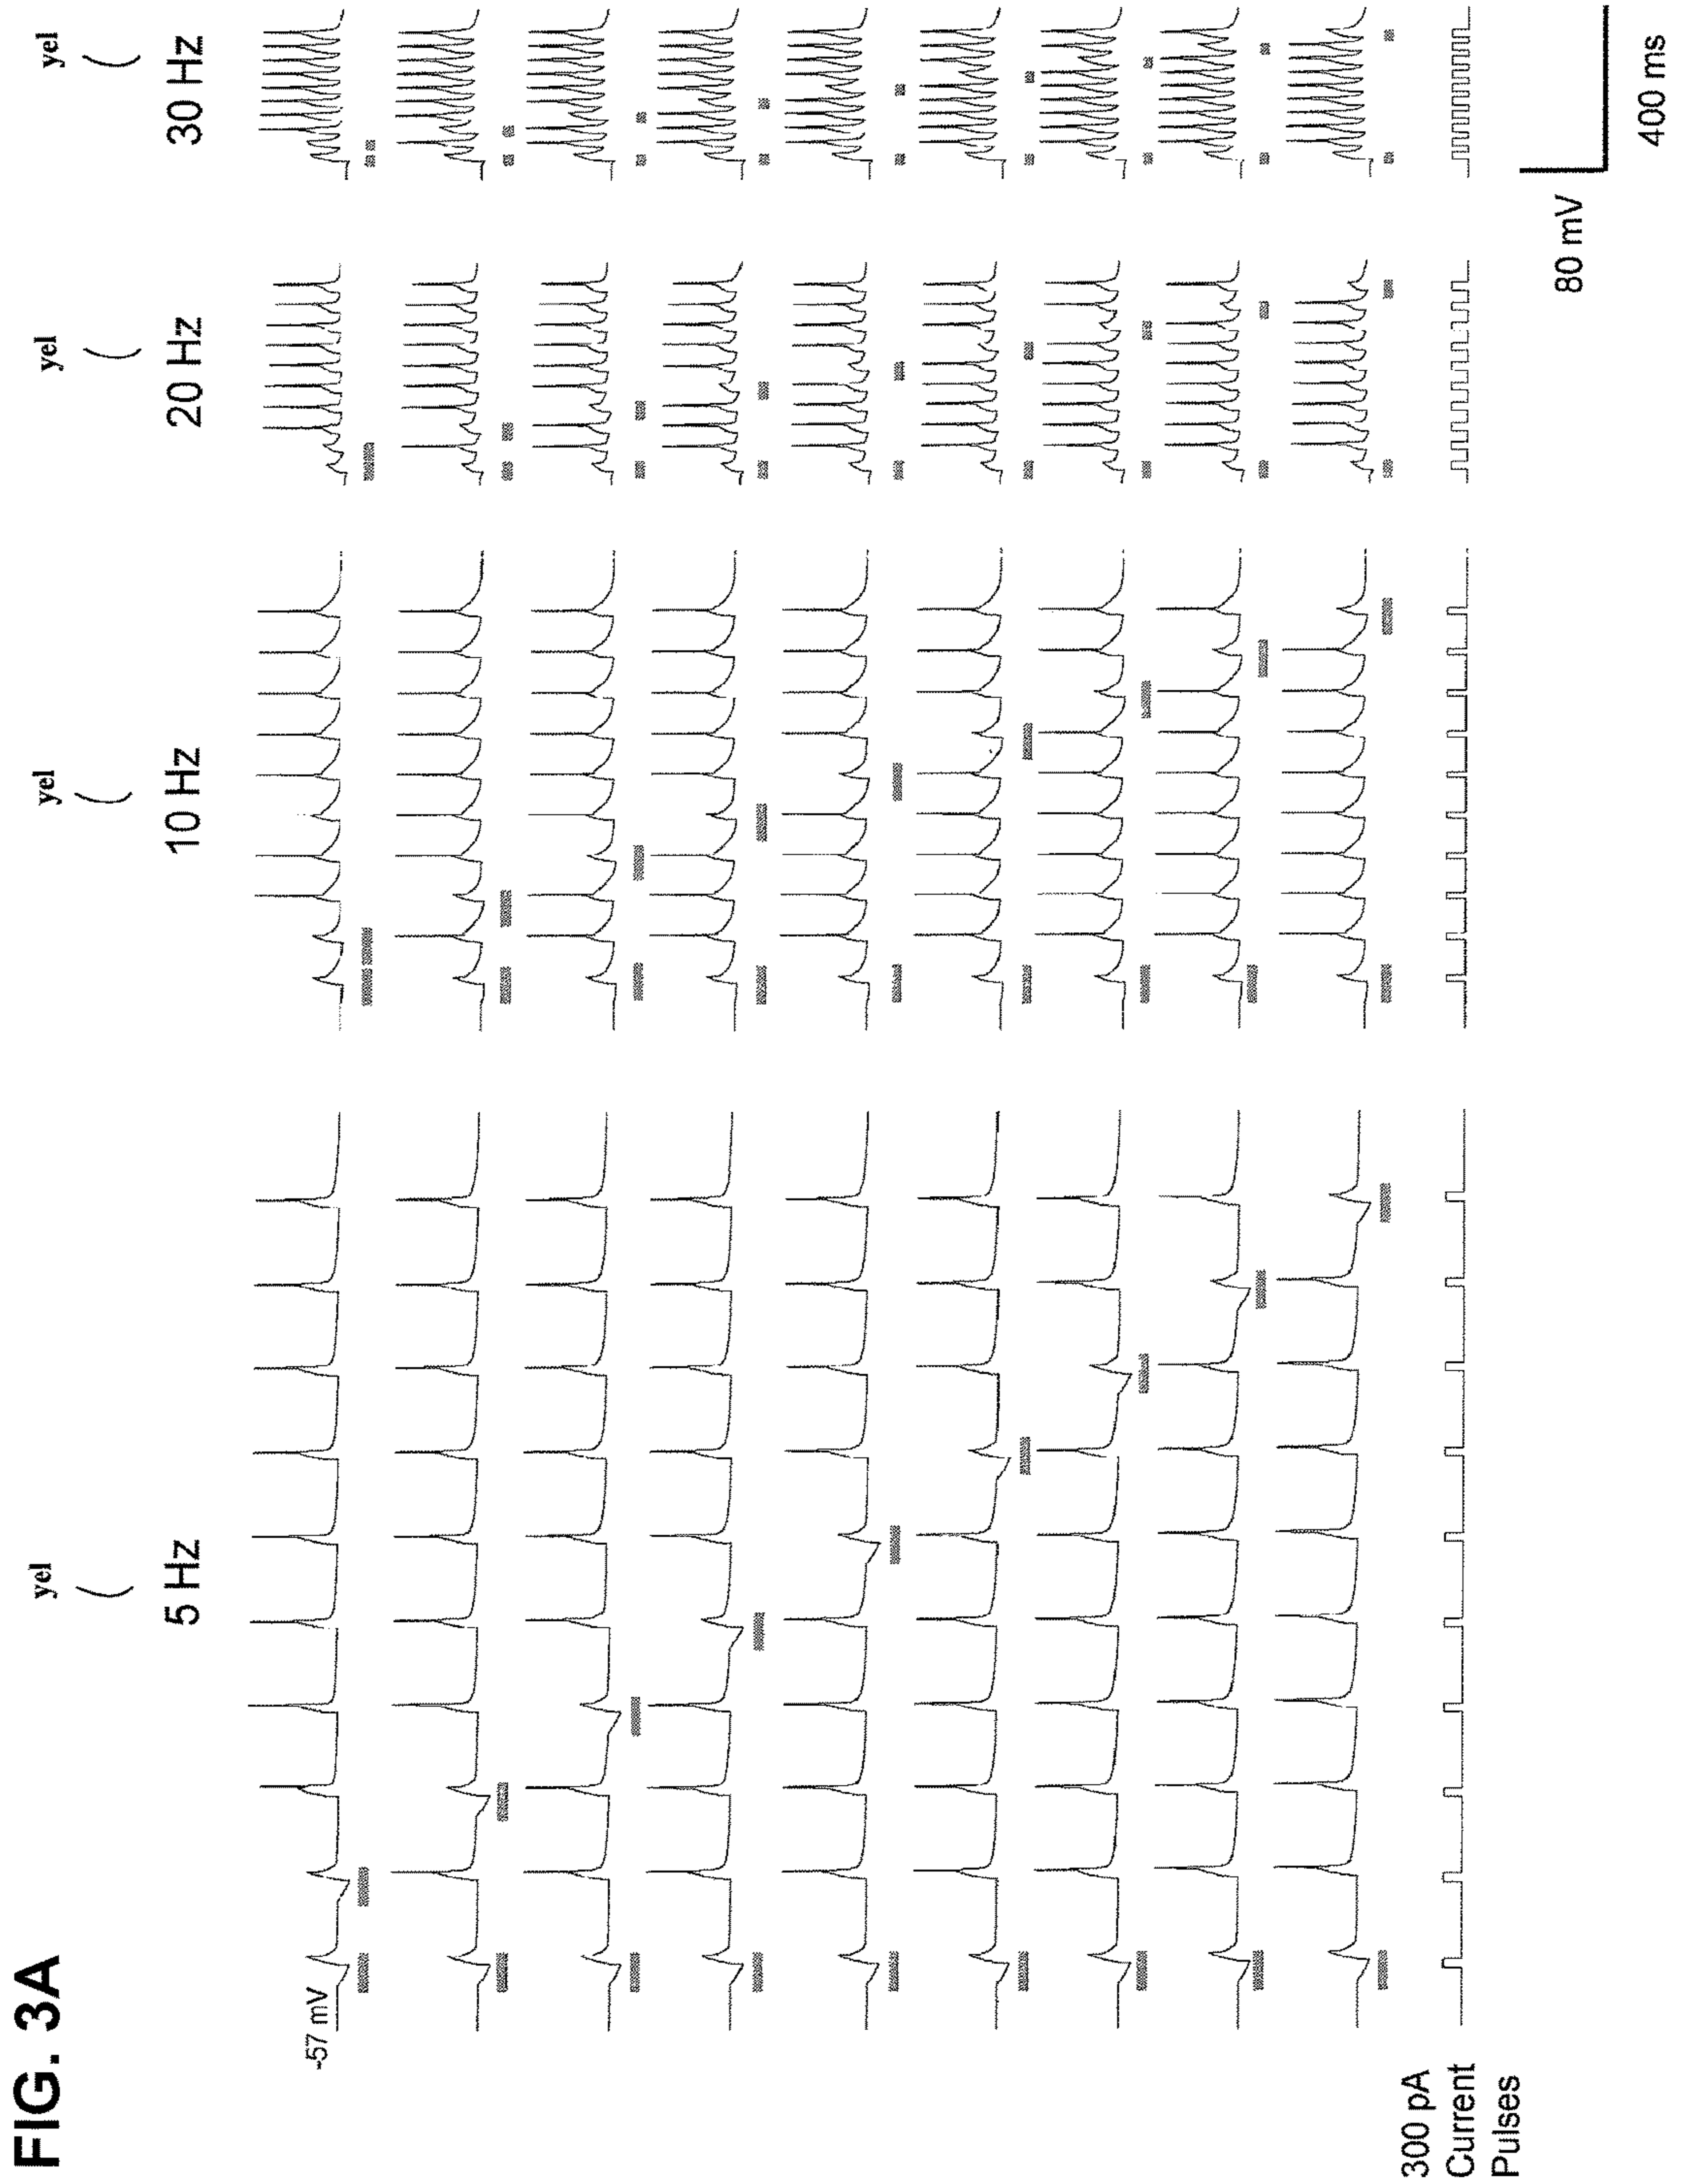 FIG. 3A
yel
yel
yel
yel
5 Hz
10 Hz
20 Hz
30 Hz
-57 mV
300 pA
Current
Pulses
80 mV
400 ms